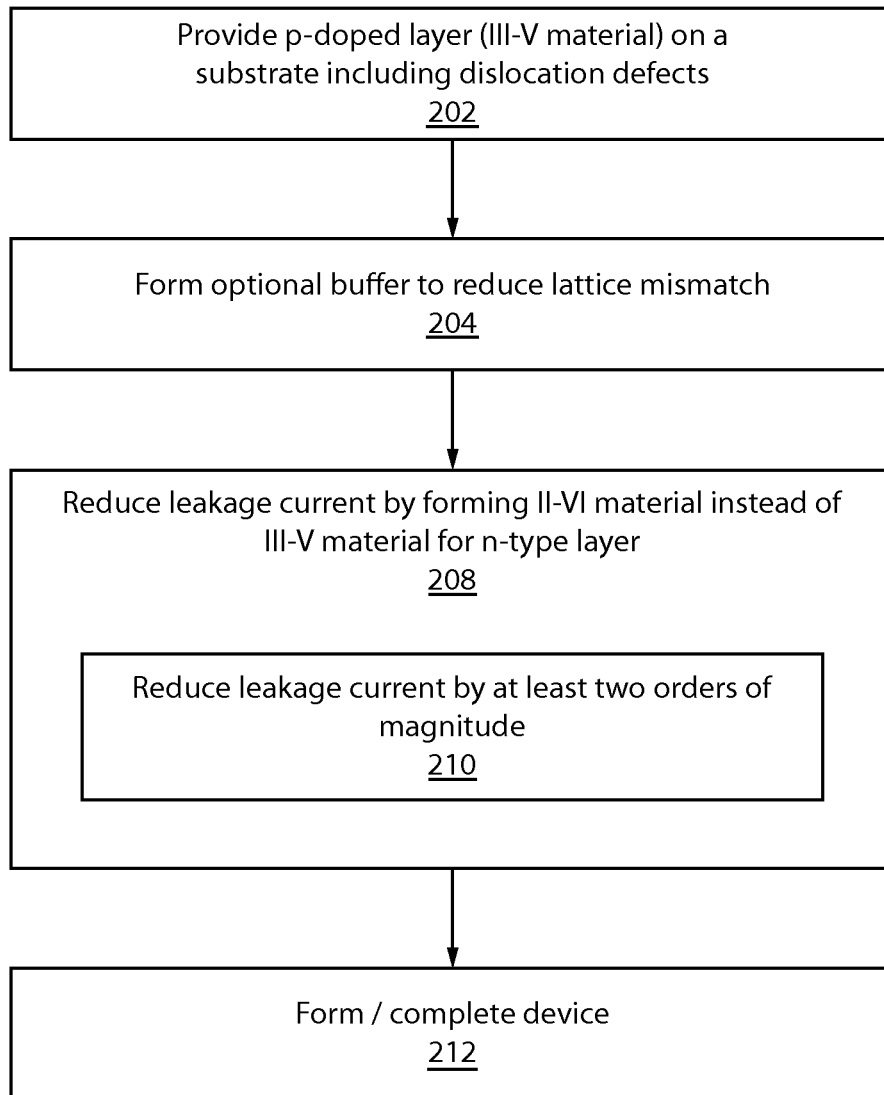 Provide p-doped layer (III-V material) on a
substrate including dislocation defects
202
Form optional buffer to reduce lattice mismatch
204
Reduce leakage current by forming II-VI material instead of
III-V material for n-type layer
208
Reduce leakage current by at least two orders of
magnitude
210
Form / complete device
212